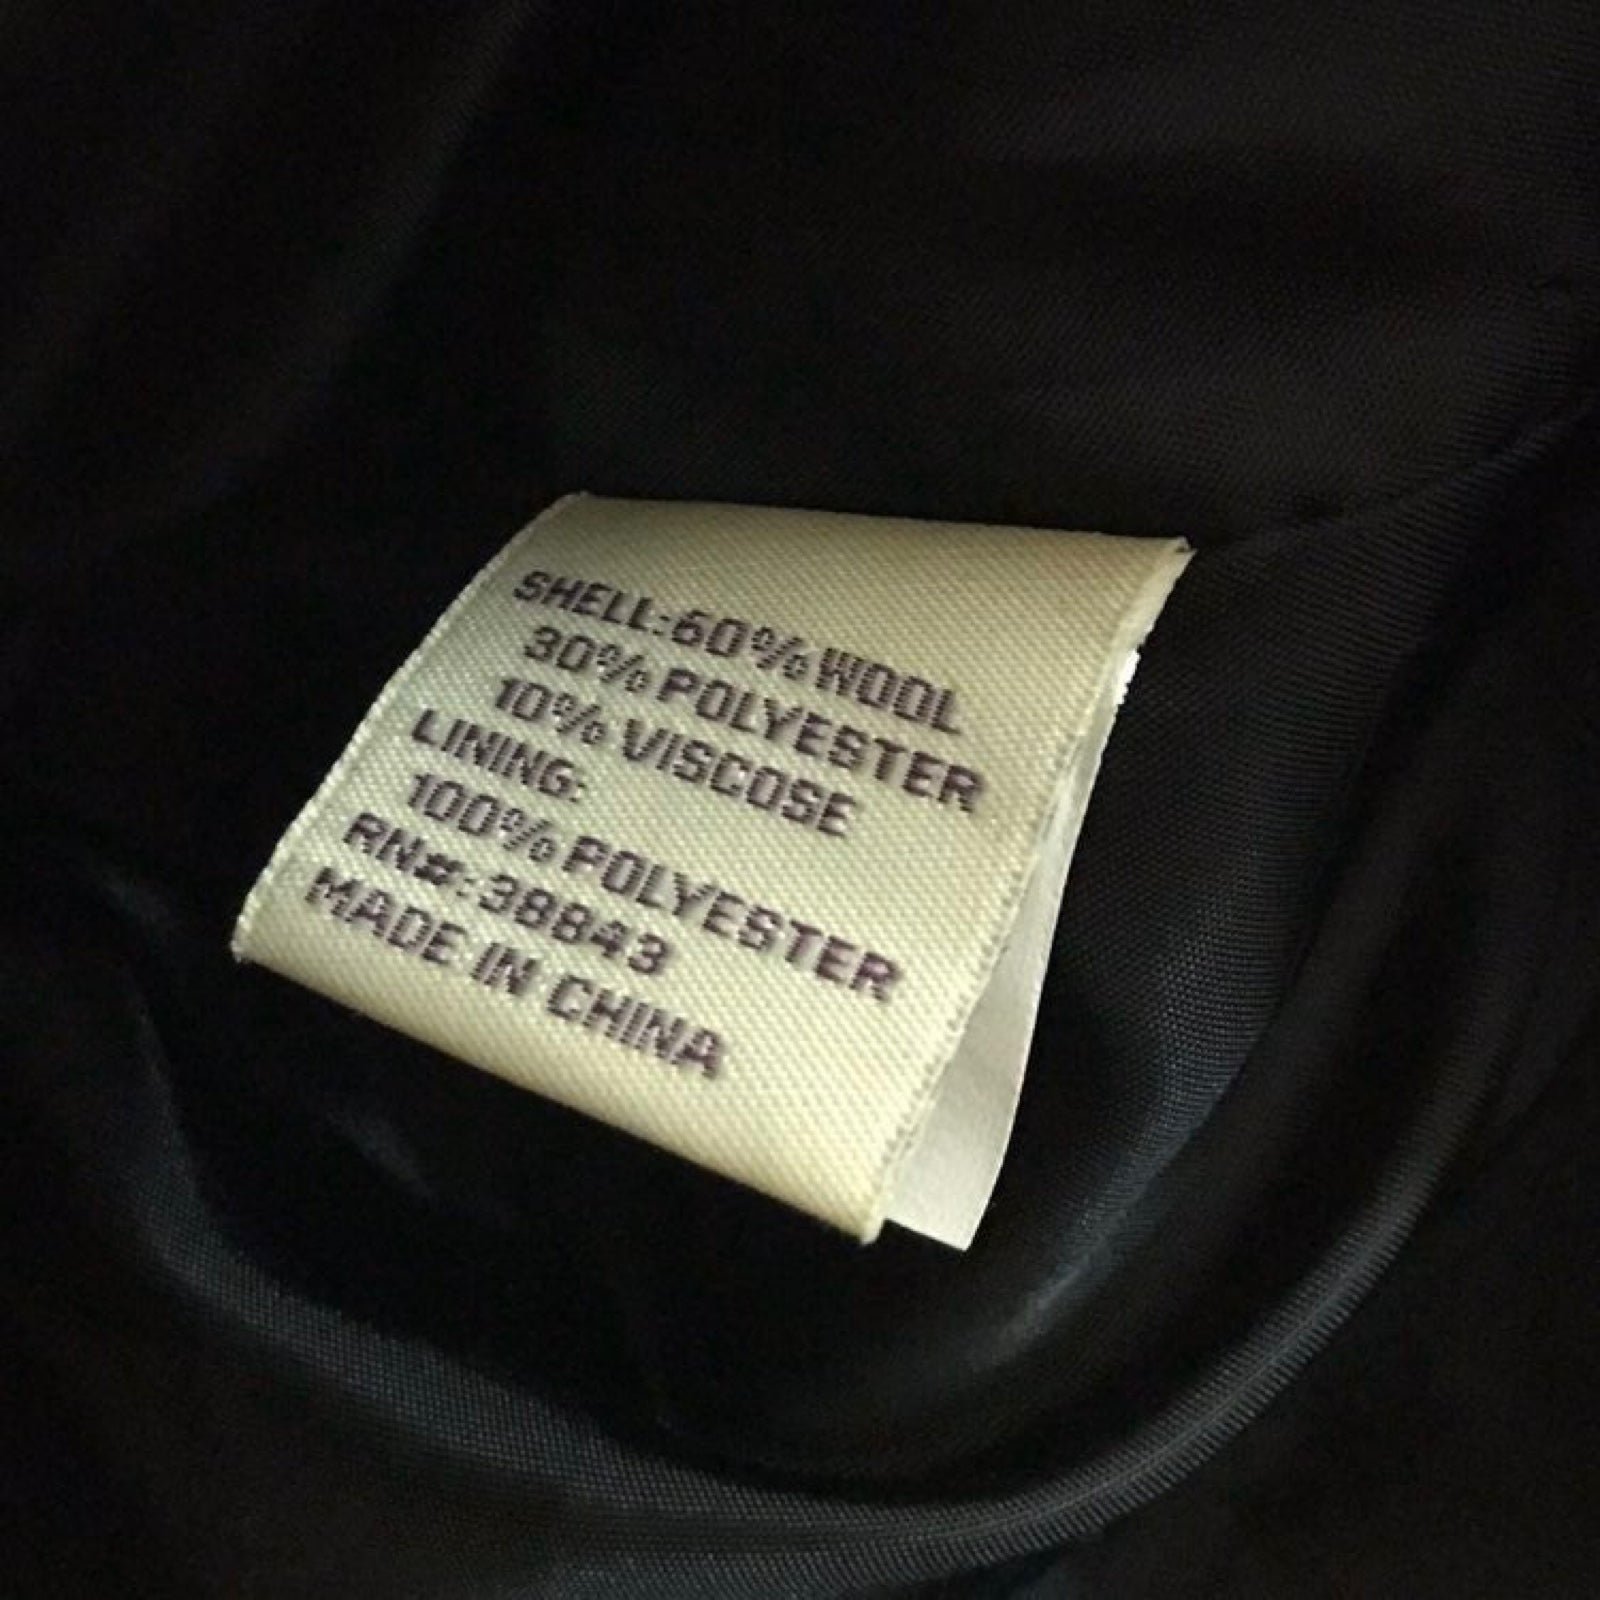 SHELL:60%WOOL
30% POLYESTER
10% VISCOSE
LINING:
100% POLYESTER
RN#:38843
MADE IN CHINA